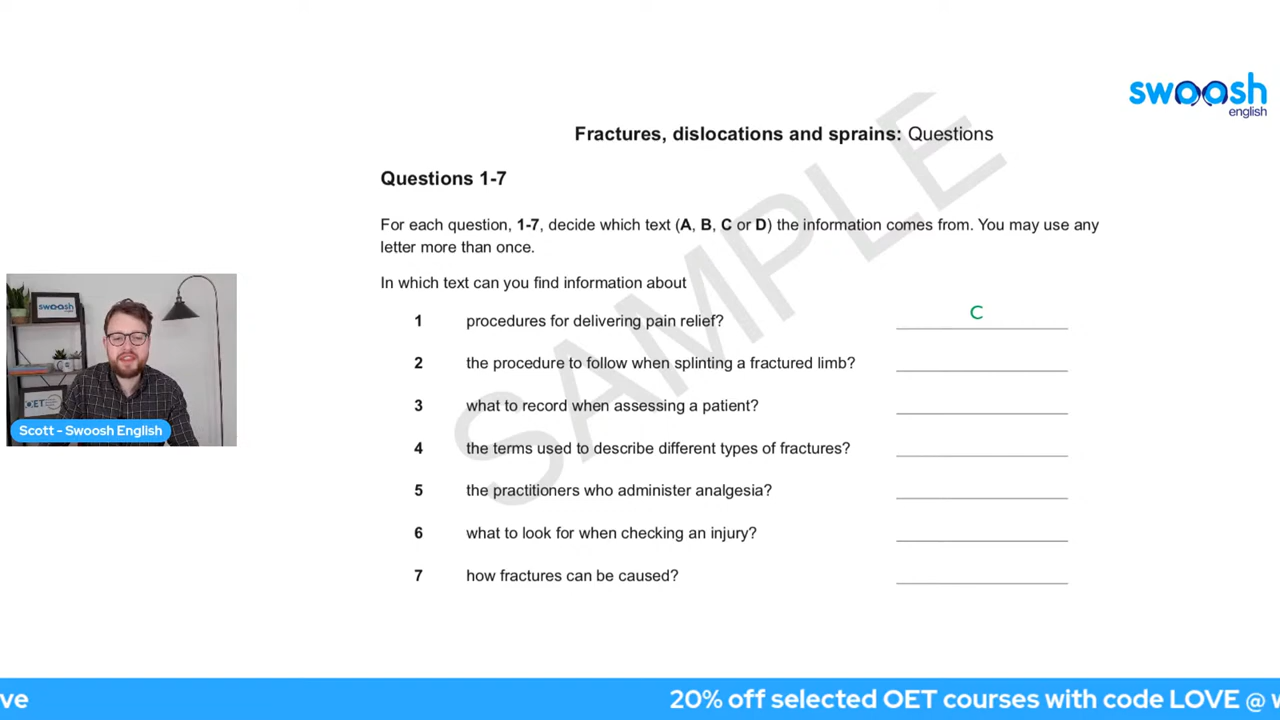 swoosh
english
Fractures, dislocations and sprains: Questions
Questions 1-7
For each question, 1-7, decide which text (A, B, C or D) the information comes from. You may use any
letter more than once.
In which text can you find information about
1 procedures for delivering pain relief? C
2 the procedure to follow when splinting a fractured limb?
3 what to record when assessing a patient?
4 the terms used to describe different types of fractures?
5 the practitioners who administer analgesia?
6 what to look for when checking an injury?
7 how fractures can be caused?
SAMPLE
swoosh
OET
Scott - Swoosh English
ve 20% off selected OET courses with code LOVE @ w